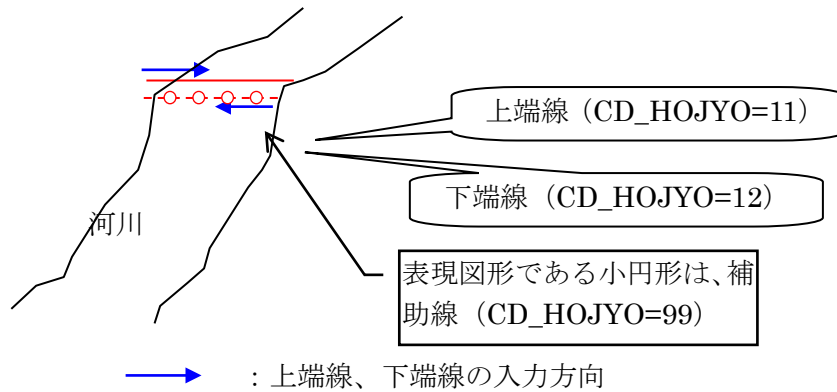 上端線（CD_HOJYO=11）
下端線（CD_HOJYO=12）
河川
表現図形である小円形は、補
助線（CD_HOJYO=99）
：上端線、下端線の入力方向